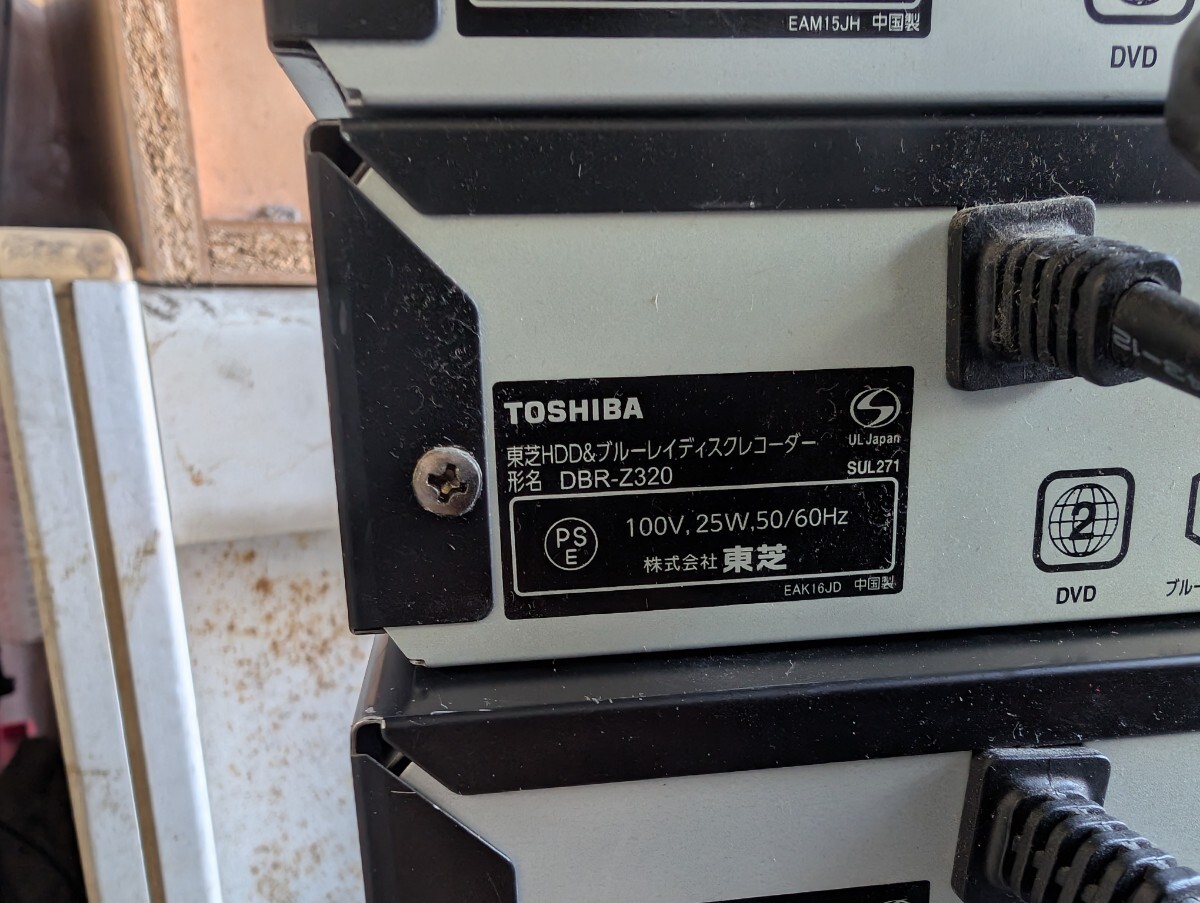 EAM15JH 中国製
DVD
TOSHIBA
UL Japan
東芝HDD&ブルーレイディスクレコーダー
形名 DBR-Z320
SUL271
PS
E
100V, 25W, 50/60Hz
株式会社 東芝
EAK16JD 中国製
2
DVD
ブルー